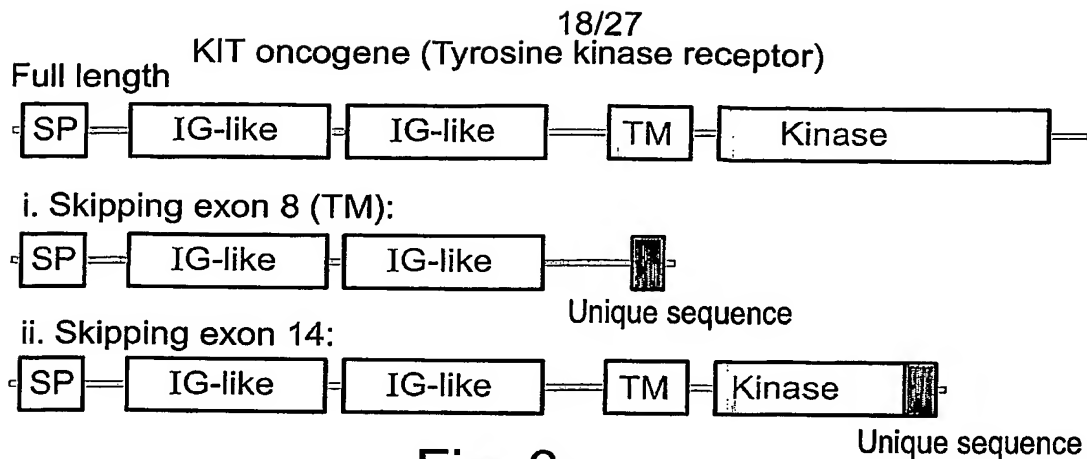 18/27
KIT oncogene (Tyrosine kinase receptor)
Full length
SP IG-like IG-like TM Kinase
i. Skipping exon 8 (TM):
SP IG-like IG-like
Unique sequence
ii. Skipping exon 14:
SP IG-like IG-like TM Kinase
Unique sequence